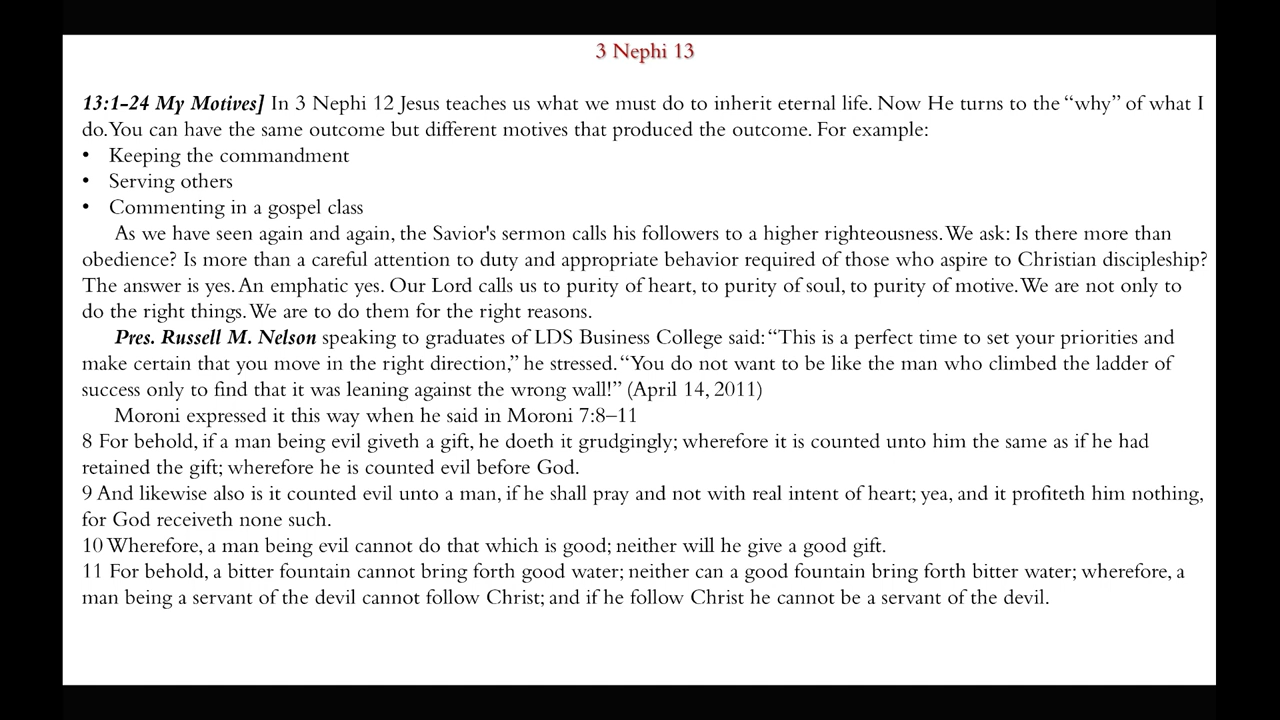 3 Nephi 13
13:1-24 My Motives] In 3 Nephi 12 Jesus teaches us what we must do to inherit eternal life. Now He turns to the “why” of what I
do. You can have the same outcome but different motives that produced the outcome. For example:
• Keeping the commandment
• Serving others
• Commenting in a gospel class
As we have seen again and again, the Savior's sermon calls his followers to a higher righteousness. We ask: Is there more than
obedience? Is more than a careful attention to duty and appropriate behavior required of those who aspire to Christian discipleship?
The answer is yes. An emphatic yes. Our Lord calls us to purity of heart, to purity of soul, to purity of motive. We are not only to
do the right things. We are to do them for the right reasons.
Pres. Russell M. Nelson speaking to graduates of LDS Business College said: “This is a perfect time to set your priorities and
make certain that you move in the right direction,” he stressed. “You do not want to be like the man who climbed the ladder of
success only to find that it was leaning against the wrong wall!” (April 14, 2011)
Moroni expressed it this way when he said in Moroni 7:8–11
8 For behold, if a man being evil giveth a gift, he doeth it grudgingly; wherefore it is counted unto him the same as if he had
retained the gift; wherefore he is counted evil before God.
9 And likewise also is it counted evil unto a man, if he shall pray and not with real intent of heart; yea, and it profiteth him nothing,
for God receiveth none such.
10 Wherefore, a man being evil cannot do that which is good; neither will he give a good gift.
11 For behold, a bitter fountain cannot bring forth good water; neither can a good fountain bring forth bitter water; wherefore, a
man being a servant of the devil cannot follow Christ; and if he follow Christ he cannot be a servant of the devil.